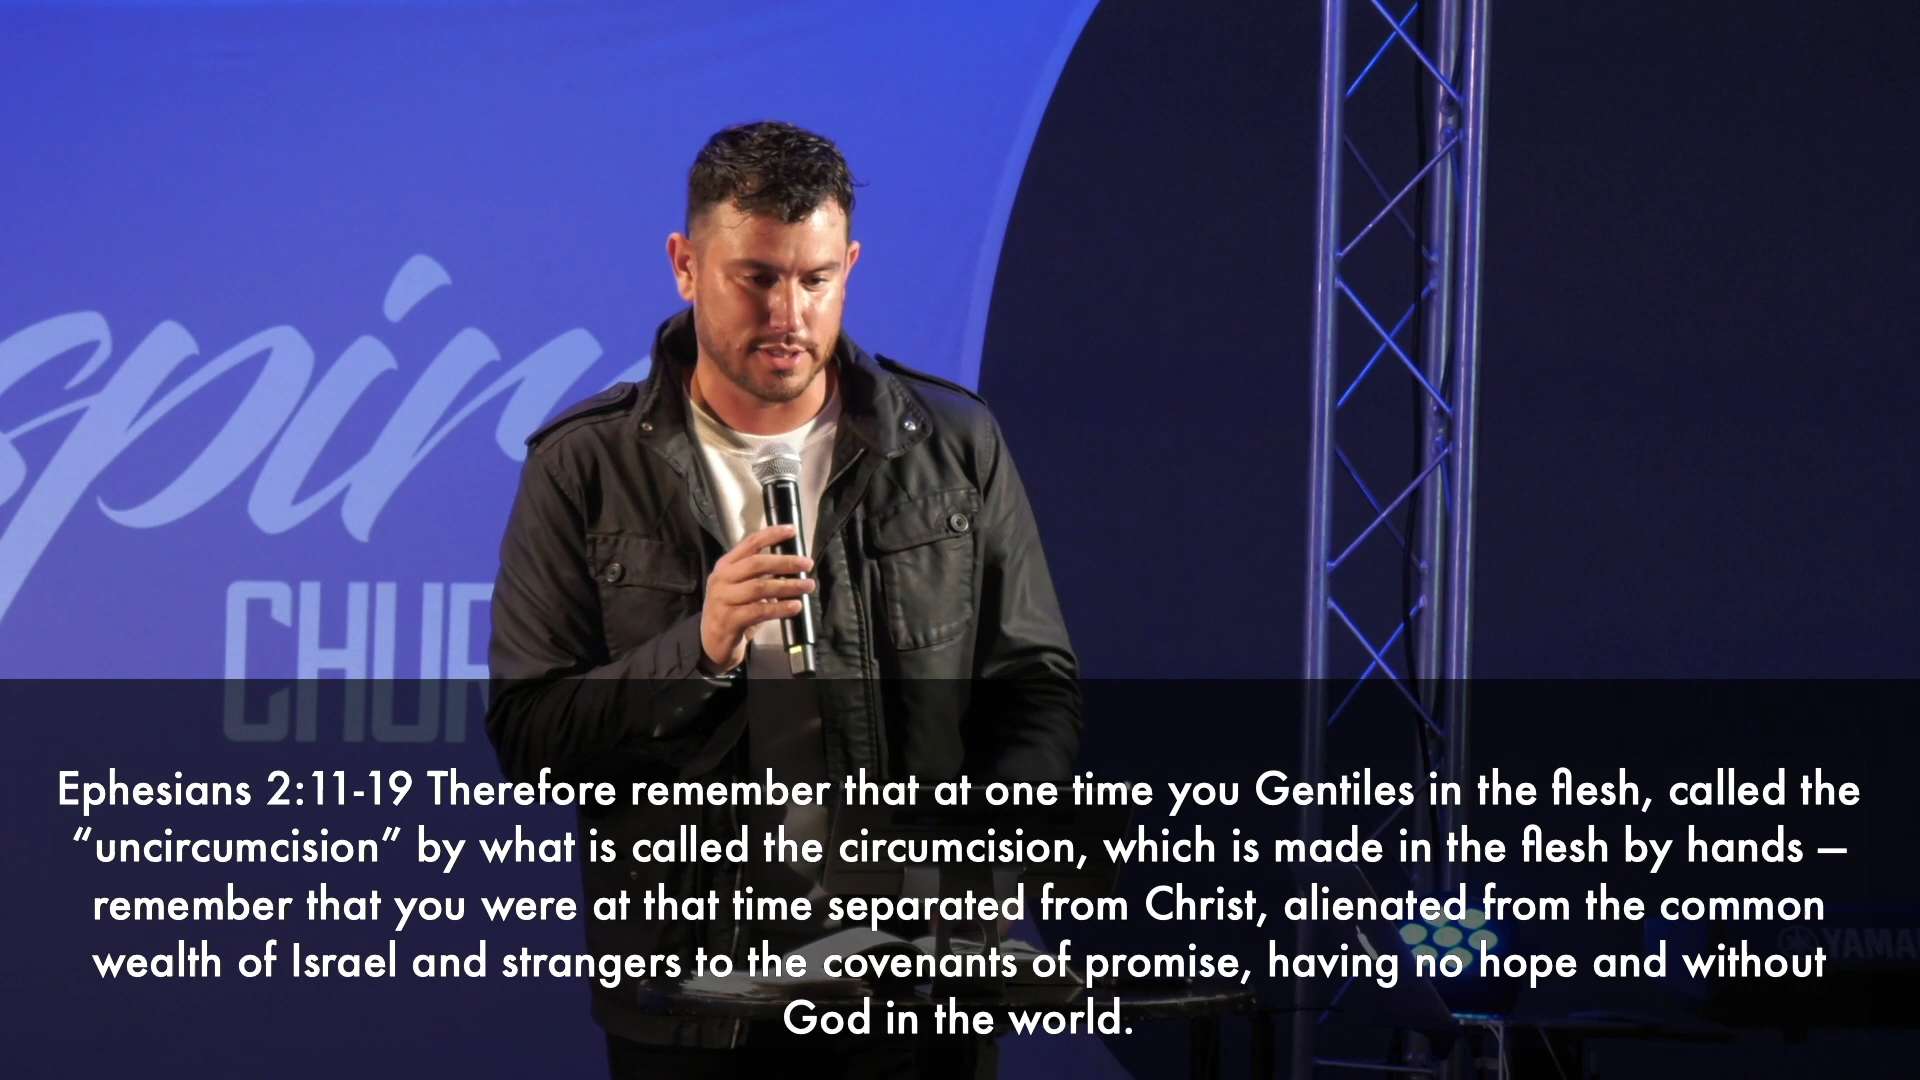 spire
CHUR
Ephesians 2:11-19 Therefore remember that at one time you Gentiles in the flesh, called the
“uncircumcision” by what is called the circumcision, which is made in the flesh by hands —
remember that you were at that time separated from Christ, alienated from the common
wealth of Israel and strangers to the covenants of promise, having no hope and without
God in the world.
YAMA